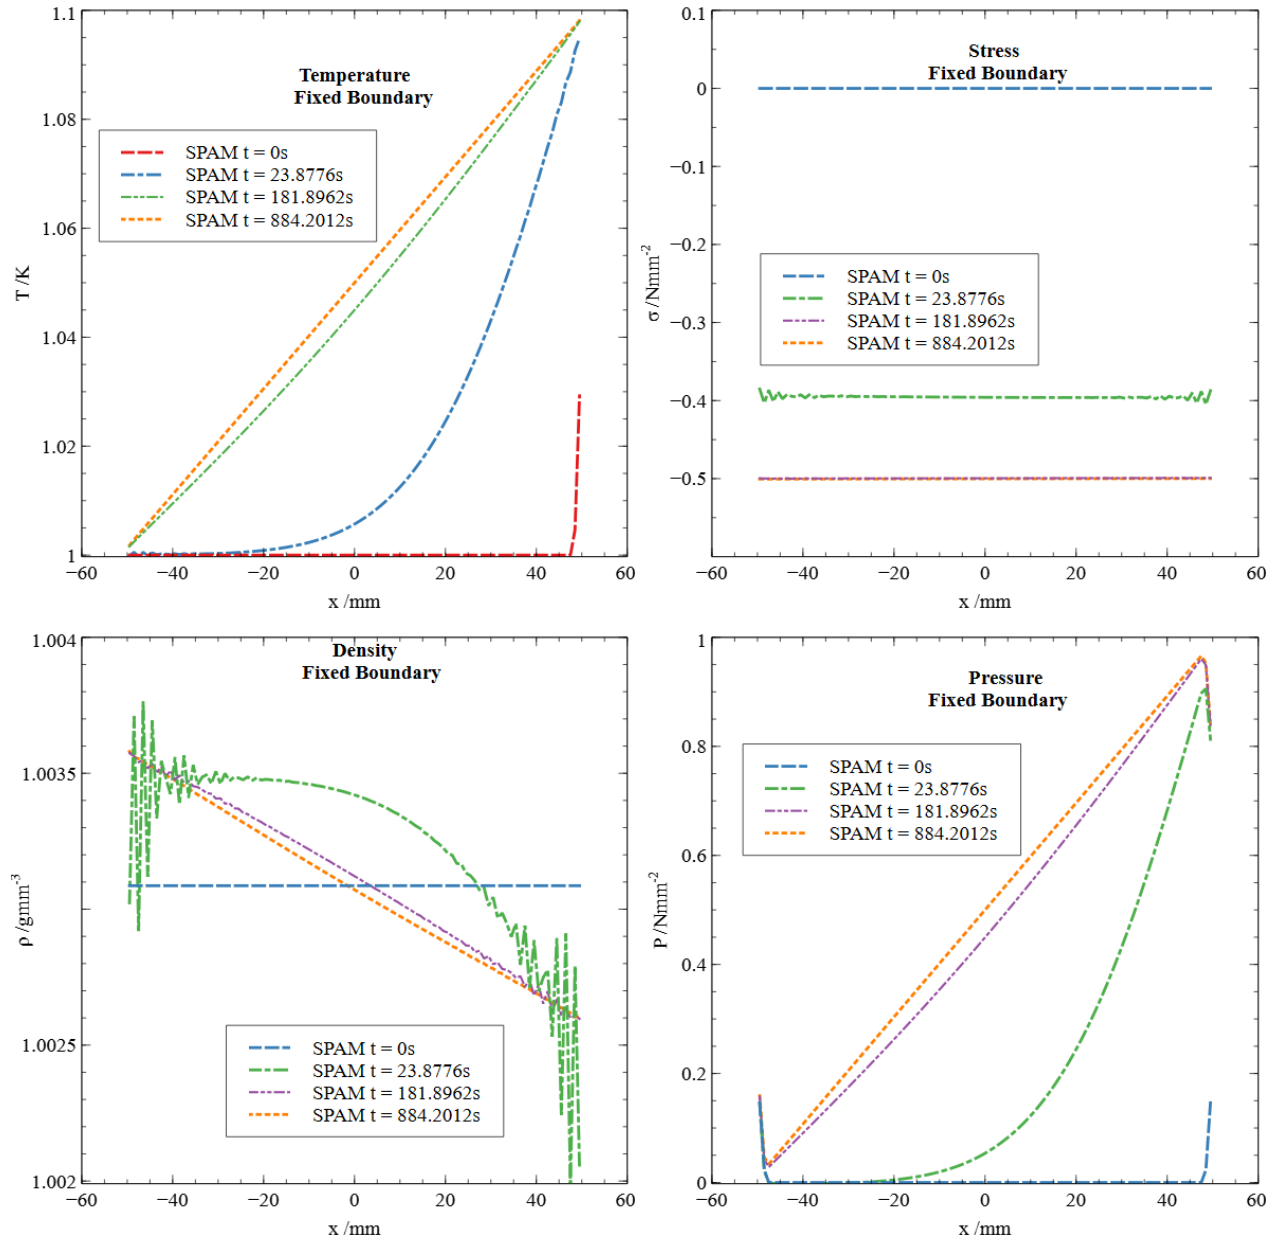 1.1
1.08
1.06
1.04
1.02
1
T /K
Temperature
Fixed Boundary
SPAM t = 0s
SPAM t = 23.8776s
SPAM t = 181.8962s
SPAM t = 884.2012s
−60 −40 −20 0 20 40 60
x /mm
0.1
0
−0.1
−0.2
−0.3
−0.4
−0.5
σ /Nmm-2
Stress
Fixed Boundary
SPAM t = 0s
SPAM t = 23.8776s
SPAM t = 181.8962s
SPAM t = 884.2012s
−60 −40 −20 0 20 40 60
x /mm
1.004
1.0035
1.0025
1.002
ρ /gmm-3
Density
Fixed Boundary
SPAM t = 0s
SPAM t = 23.8776s
SPAM t = 181.8962s
SPAM t = 884.2012s
−60 −40 −20 0 20 40 60
x /mm
1
0.8
0.6
0.4
0.2
0
P /Nmm-2
Pressure
Fixed Boundary
SPAM t = 0s
SPAM t = 23.8776s
SPAM t = 181.8962s
SPAM t = 884.2012s
−60 −40 −20 0 20 40 60
x /mm